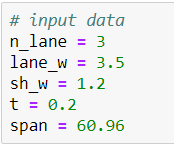 # input data
n_lane = 3
lane_w = 3.5
sh_w = 1.2
t = 0.2
span = 60.96